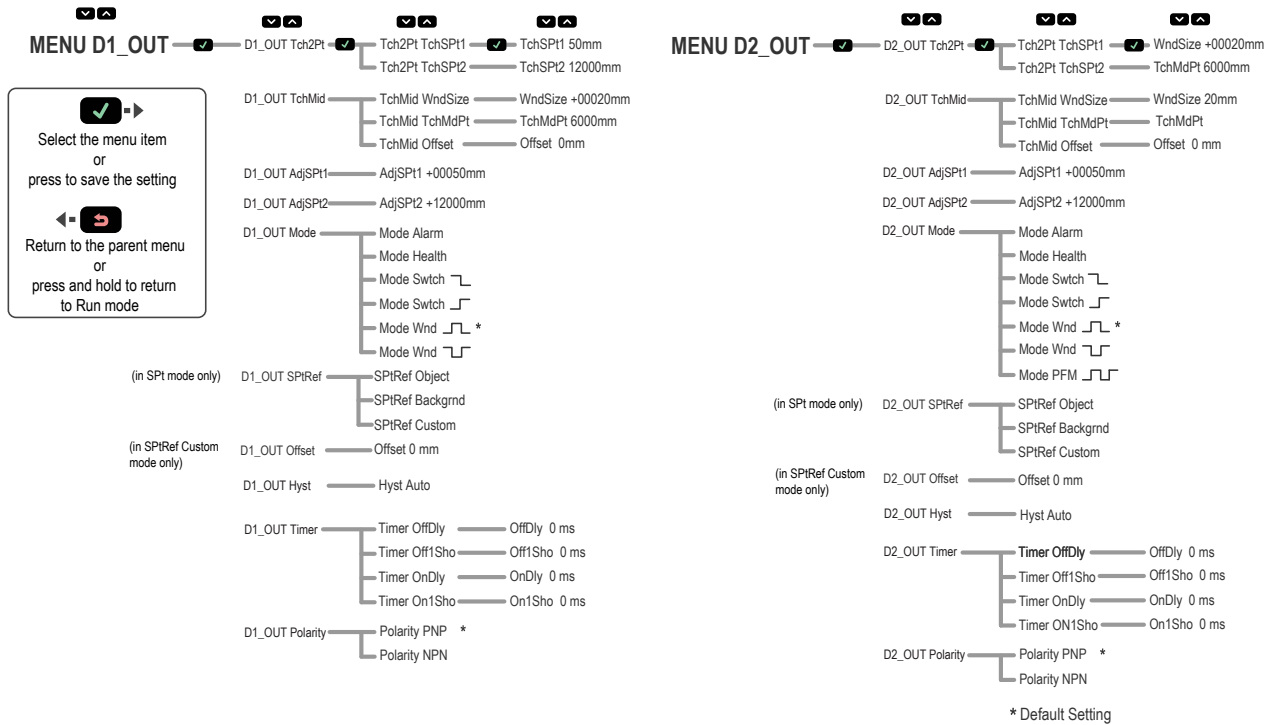 MENU D1_OUT
D1_OUT Tch2Pt Tch2Pt TchSPt1 TchSPt1 50mm
Tch2Pt TchSPt2 TchSPt2 12000mm
D1_OUT TchMid TchMid WndSize WndSize +00020mm
TchMid TchMdPt TchMdPt 6000mm
TchMid Offset Offset 0mm
D1_OUT AdjSPt1 AdjSPt1 +00050mm
D1_OUT AdjSPt2 AdjSPt2 +12000mm
D1_OUT Mode Mode Alarm
Mode Health
Mode Swtch
Mode Swtch
Mode Wnd *
Mode Wnd
(in SPt mode only) D1_OUT SPtRef SPtRef Object
SPtRef Backgrnd
SPtRef Custom
(in SPtRef Custom
mode only)
D1_OUT Offset Offset 0 mm
D1_OUT Hyst Hyst Auto
D1_OUT Timer Timer OffDly OffDly 0 ms
Timer Off1Sho Off1Sho 0 ms
Timer OnDly OnDly 0 ms
Timer On1Sho On1Sho 0 ms
D1_OUT Polarity Polarity PNP *
Polarity NPN
Select the menu item
or
press to save the setting
Return to the parent menu
or
press and hold to return
to Run mode
MENU D2_OUT
D2_OUT Tch2Pt Tch2Pt TchSPt1 WndSize +00020mm
Tch2Pt TchSPt2 TchMdPt 6000mm
D2_OUT TchMid TchMid WndSize WndSize 20mm
TchMid TchMdPt TchMdPt
TchMid Offset Offset 0 mm
D2_OUT AdjSPt1 AdjSPt1 +00050mm
D2_OUT AdjSPt2 AdjSPt2 +12000mm
D2_OUT Mode Mode Alarm
Mode Health
Mode Swtch
Mode Swtch
Mode Wnd *
Mode Wnd
Mode PFM
(in SPt mode only) D2_OUT SPtRef SPtRef Object
SPtRef Backgrnd
SPtRef Custom
(in SPtRef Custom
mode only)
D2_OUT Offset Offset 0 mm
D2_OUT Hyst Hyst Auto
D2_OUT Timer Timer OffDly OffDly 0 ms
Timer Off1Sho Off1Sho 0 ms
Timer OnDly OnDly 0 ms
Timer ON1Sho On1Sho 0 ms
D2_OUT Polarity Polarity PNP *
Polarity NPN
* Default Setting